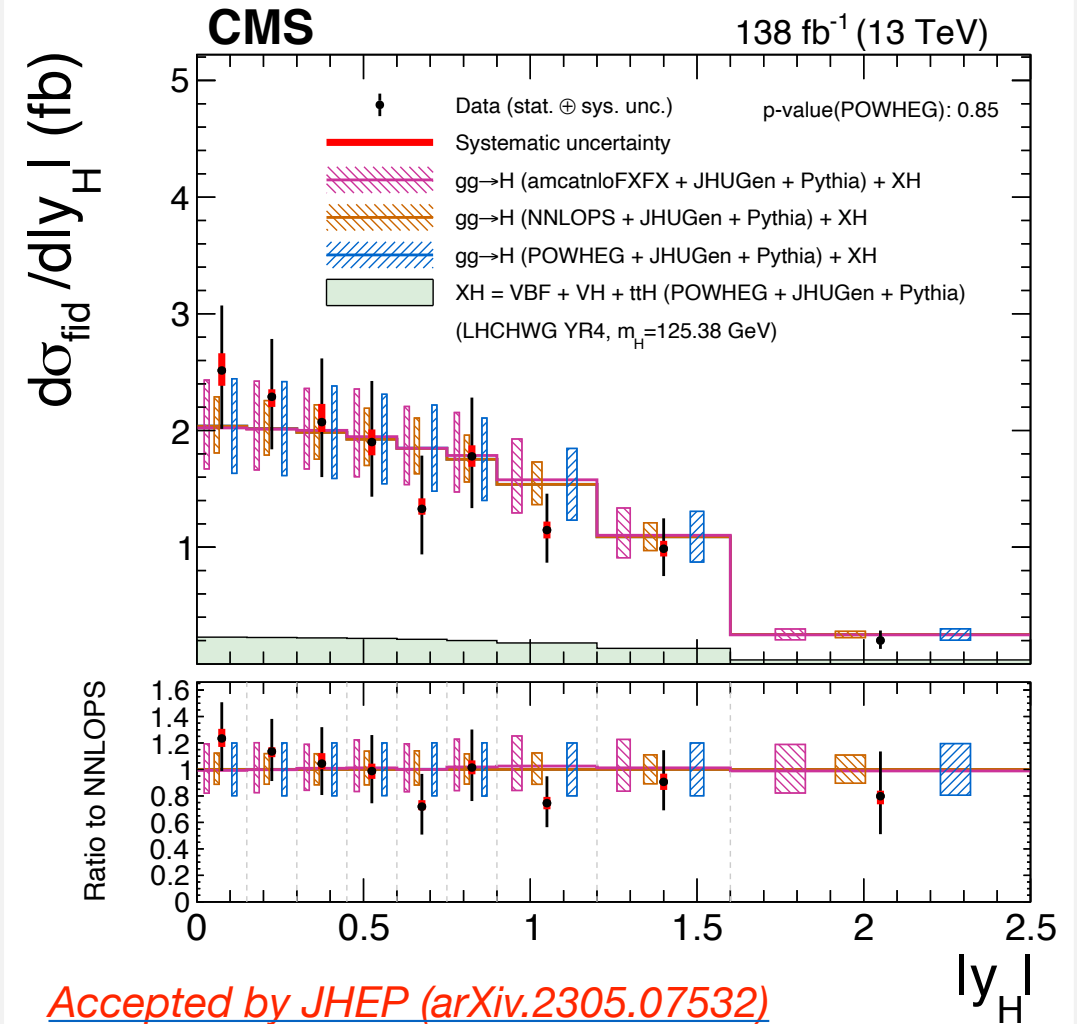 CMS
138 fb⁻¹ (13 TeV)
dσ_fid /d|y_H| (fb)
5
4
3
2
1
Data (stat. ⊕ sys. unc.)
p-value(POWHEG): 0.85
Systematic uncertainty
gg→H (amcatnloFXFX + JHUGen + Pythia) + XH
gg→H (NNLOPS + JHUGen + Pythia) + XH
gg→H (POWHEG + JHUGen + Pythia) + XH
XH = VBF + VH + ttH (POWHEG + JHUGen + Pythia)
(LHCHWG YR4, m_H=125.38 GeV)
Ratio to NNLOPS
1.6
1.4
1.2
1
0.8
0.6
0.4
0.2
0
0 0.5 1 1.5 2 2.5
|y_H|
Accepted by JHEP (arXiv.2305.07532)